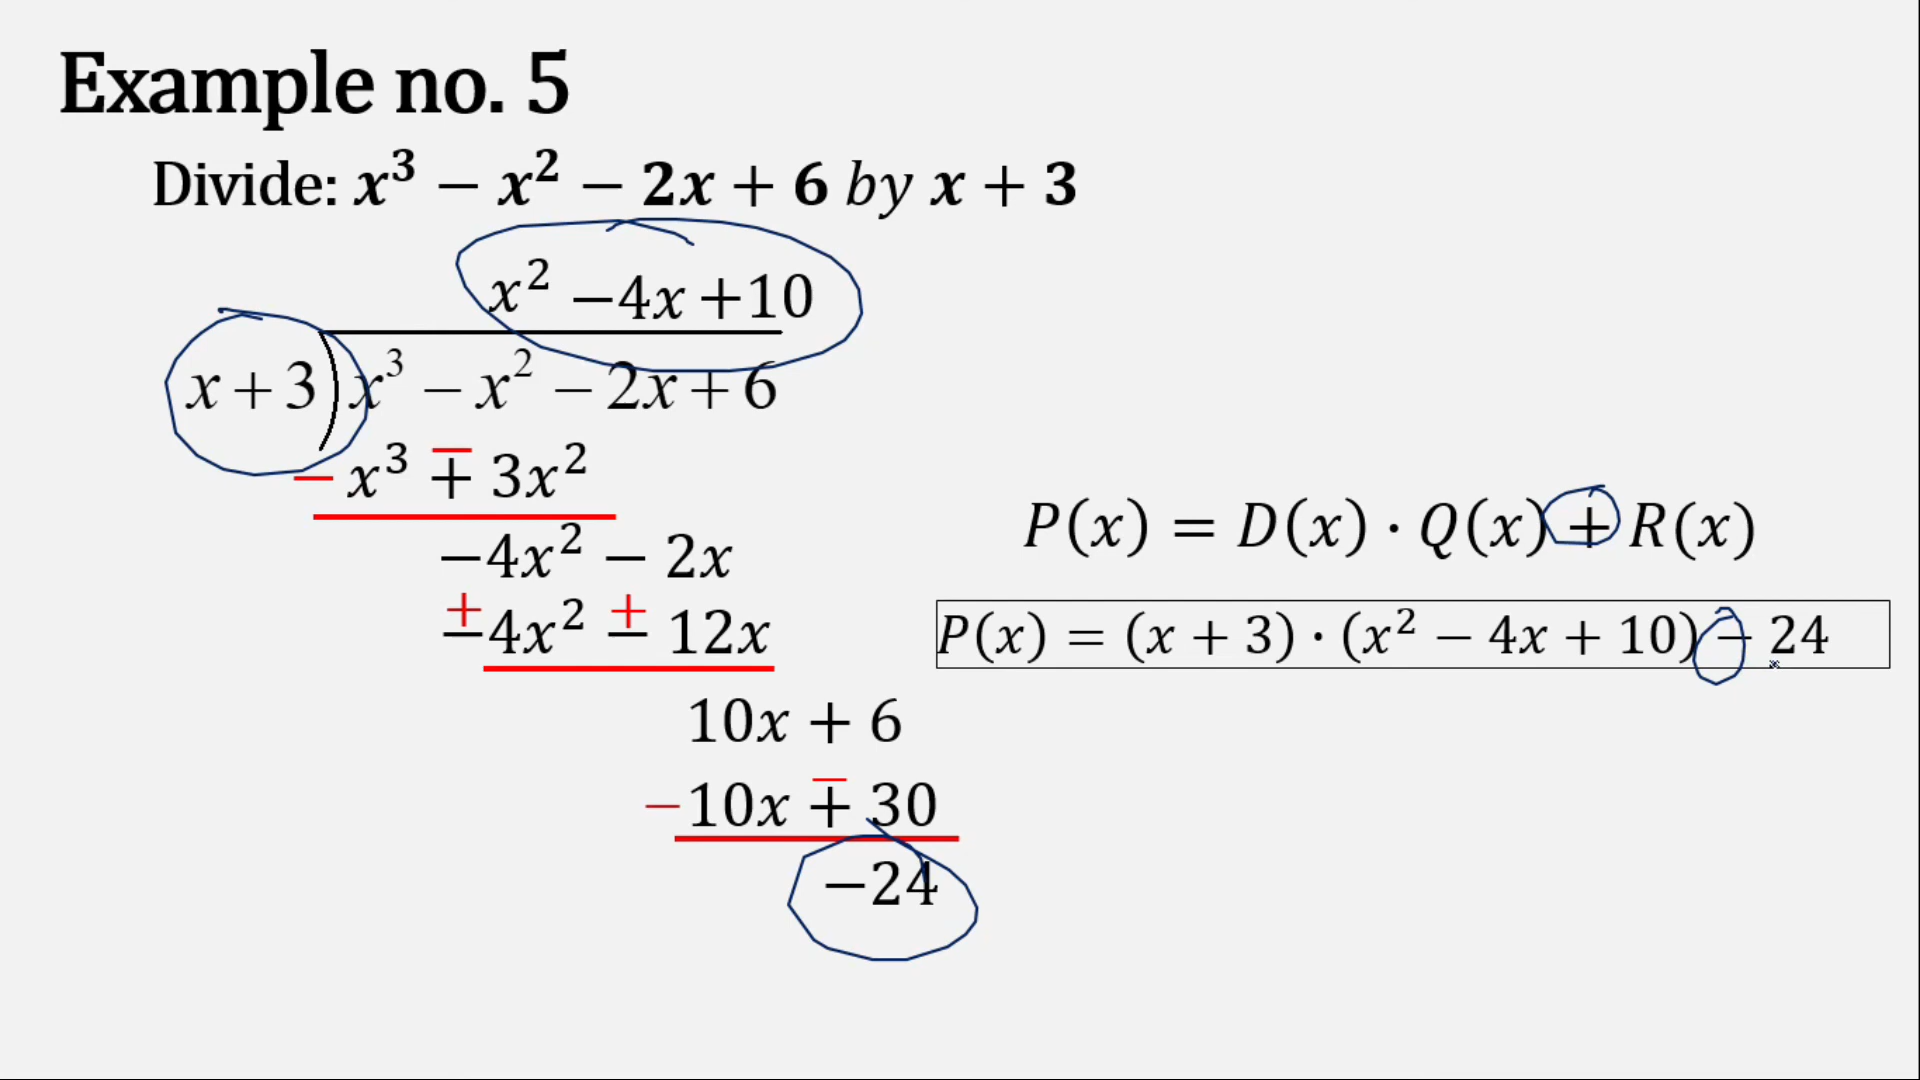 Example no. 5
Divide: x³ − x² − 2x + 6 by x + 3
x² −4x +10
x + 3) x³ − x² − 2x + 6
− x³ ∓ 3x²
−4x² − 2x
± 4x² ± 12x
10x + 6
−10x ∓ 30
−24
P(x) = D(x) · Q(x) + R(x)
P(x) = (x + 3) · (x² − 4x + 10) − 24